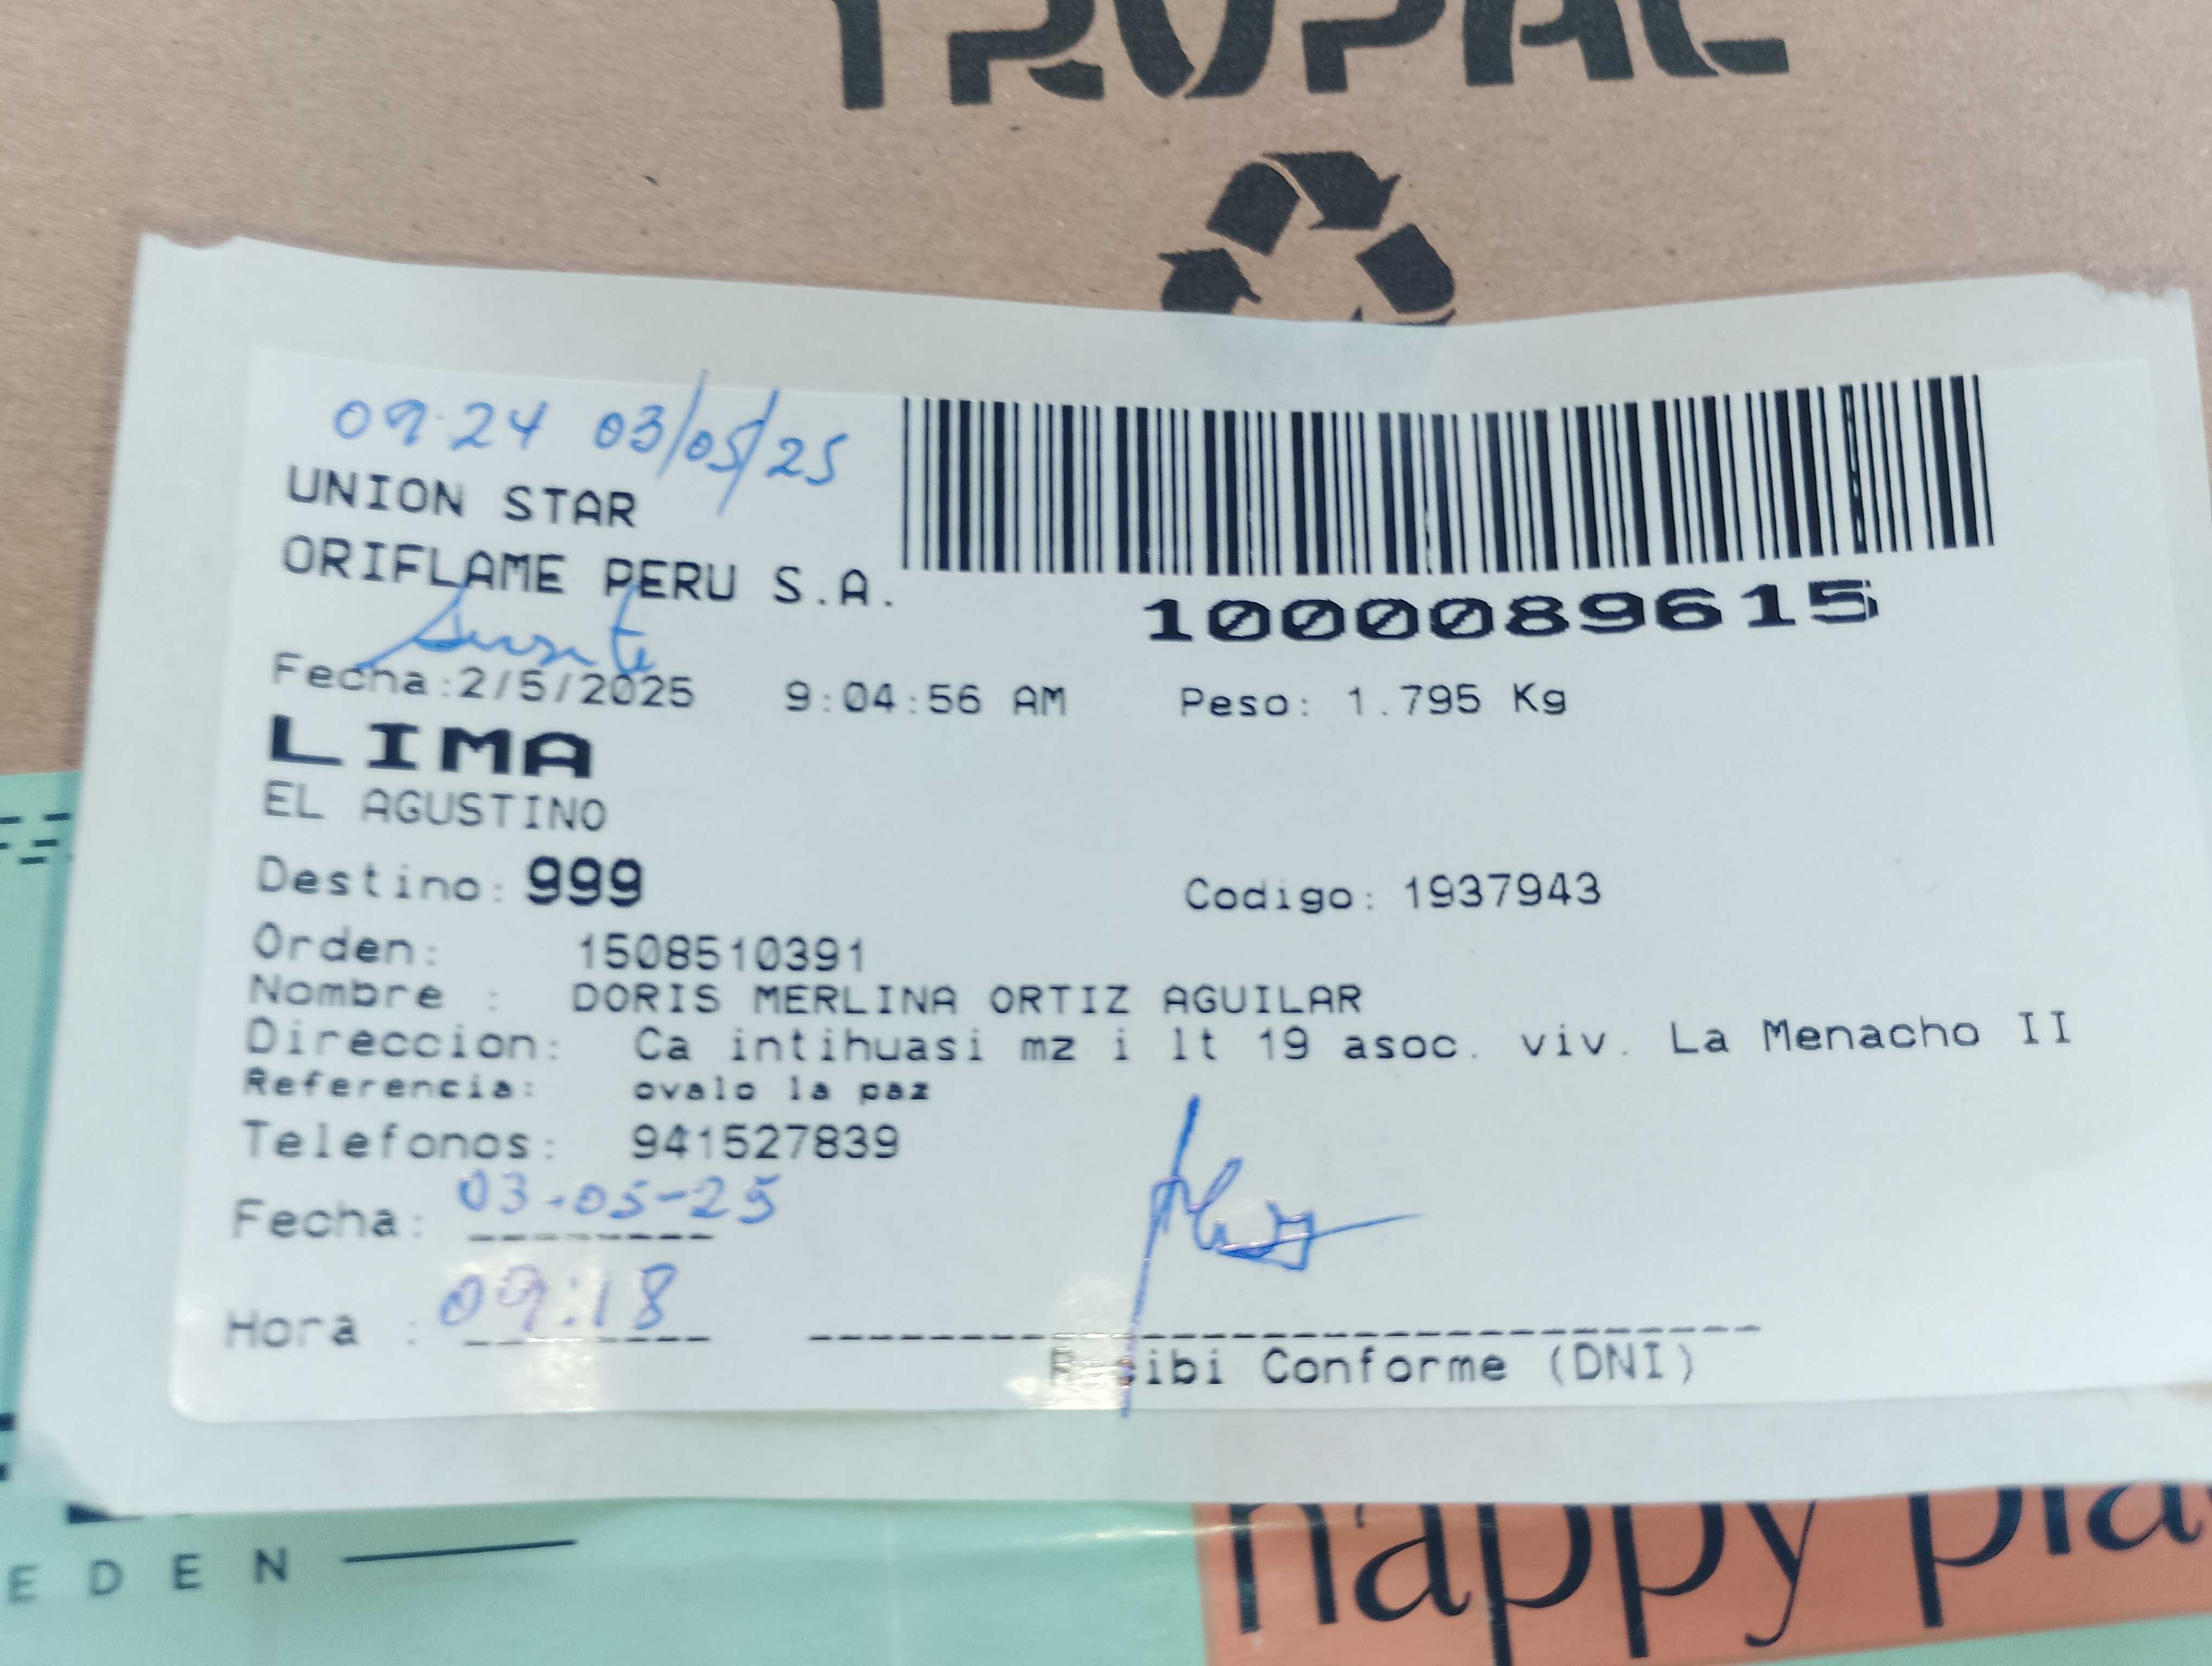 TROPAC
09:24 03/05/25
UNION STAR
ORIFLAME PERU S.A.
1000089615
Fecha:2/5/2025 9:04:56 AM Peso: 1.795 Kg
LIMA
EL AGUSTINO
Destino: 999 Codigo: 1937943
Orden: 1508510391
Nombre : DORIS MERLINA ORTIZ AGUILAR
Direccion: Ca intihuasi mz i lt 19 asoc. viv. La Menacho II
Referencia: ovalo la paz
Telefonos: 941527839
Fecha: 03-05-25
Hora : 09:18
Recibi Conforme (DNI)
EDEN
happy pla